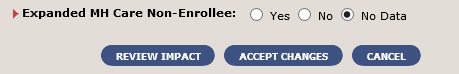 Expanded MH Care Non-Enrollee: Yes No No Data
REVIEW IMPACT ACCEPT CHANGES CANCEL